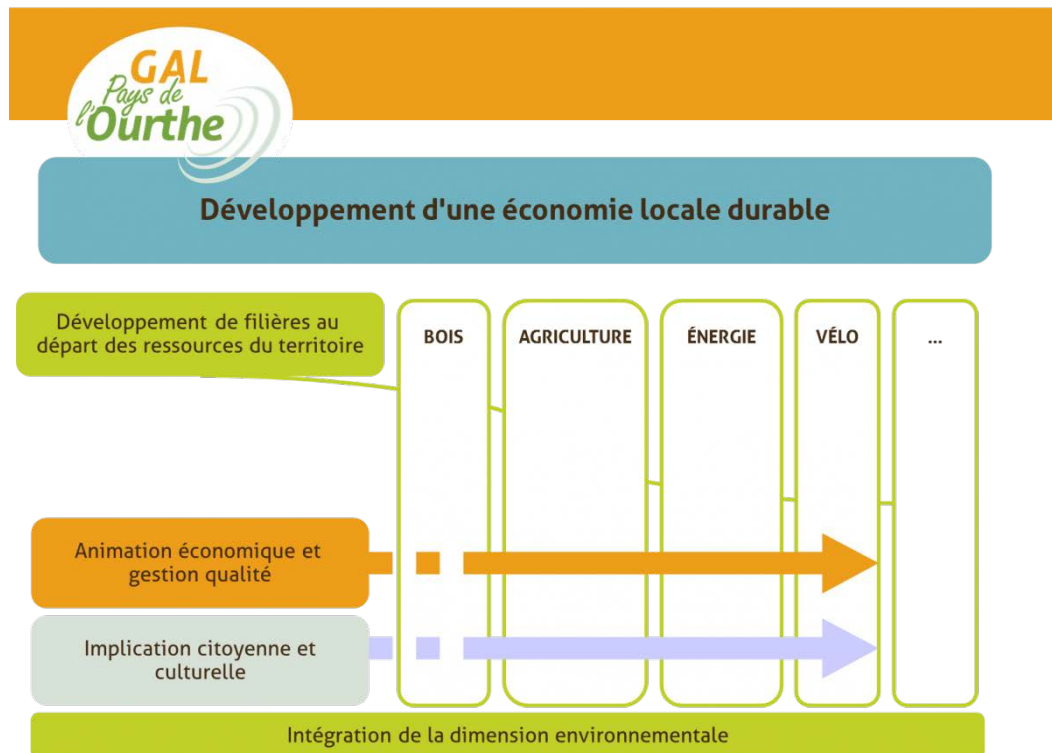 GAL
Pays de
l'Ourthe
Développement d'une économie locale durable
Développement de filières au
départ des ressources du territoire
BOIS
AGRICULTURE
ÉNERGIE
VÉLO
...
Animation économique et
gestion qualité
Implication citoyenne et
culturelle
Intégration de la dimension environnementale